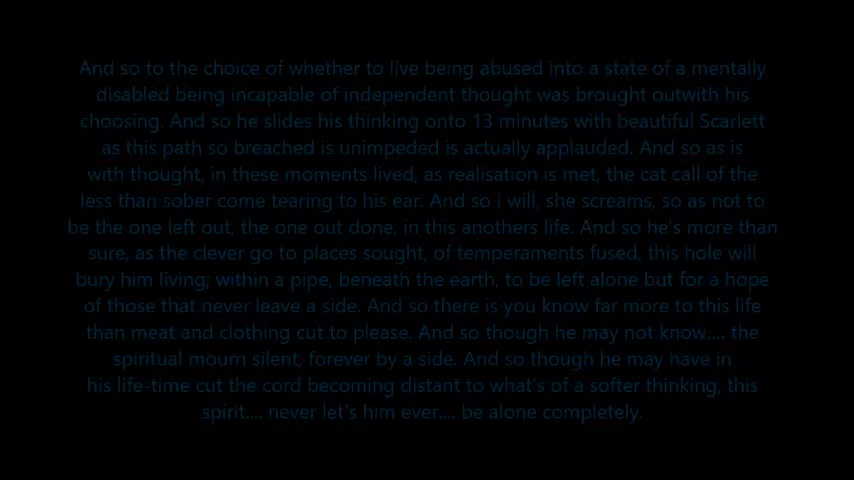 And so to the choice of whether to live being abused into a state of a mentally
disabled being incapable of independent thought was brought outwith his
choosing. And so he slides his thinking onto 13 minutes with beautiful Scarlett
as this path so breached is unimpeded is actually applauded. And so as is
with thought, in these moments lived, as realisation is met, the cat call of the
less than sober come tearing to his ear. And so I will, she screams, so as not to
be the one left out, the one out done, in this anothers life. And so he's more than
sure, as the clever go to places sought, of temperaments fused, this hole will
bury him living; within a pipe, beneath the earth, to be left alone but for a hope
of those that never leave a side. And so there is you know far more to this life
than meat and clothing cut to please. And so though he may not know.... the
spiritual mourn silent, forever by a side. And so though he may have in
his life-time cut the cord becoming distant to what's of a softer thinking, this
spirit.... never let's him ever.... be alone completely.